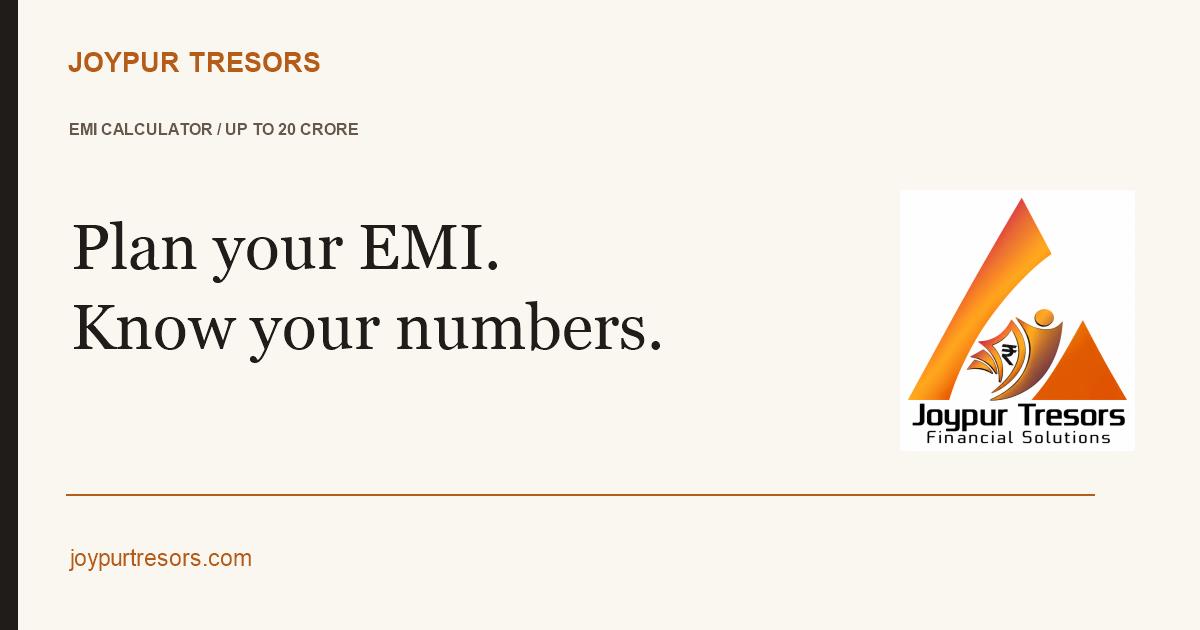 JOYPUR TRESORS
EMI CALCULATOR / UP TO 20 CRORE
Plan your EMI.
Know your numbers.
₹
Joypur Tresors
Financial Solutions
joypurtresors.com